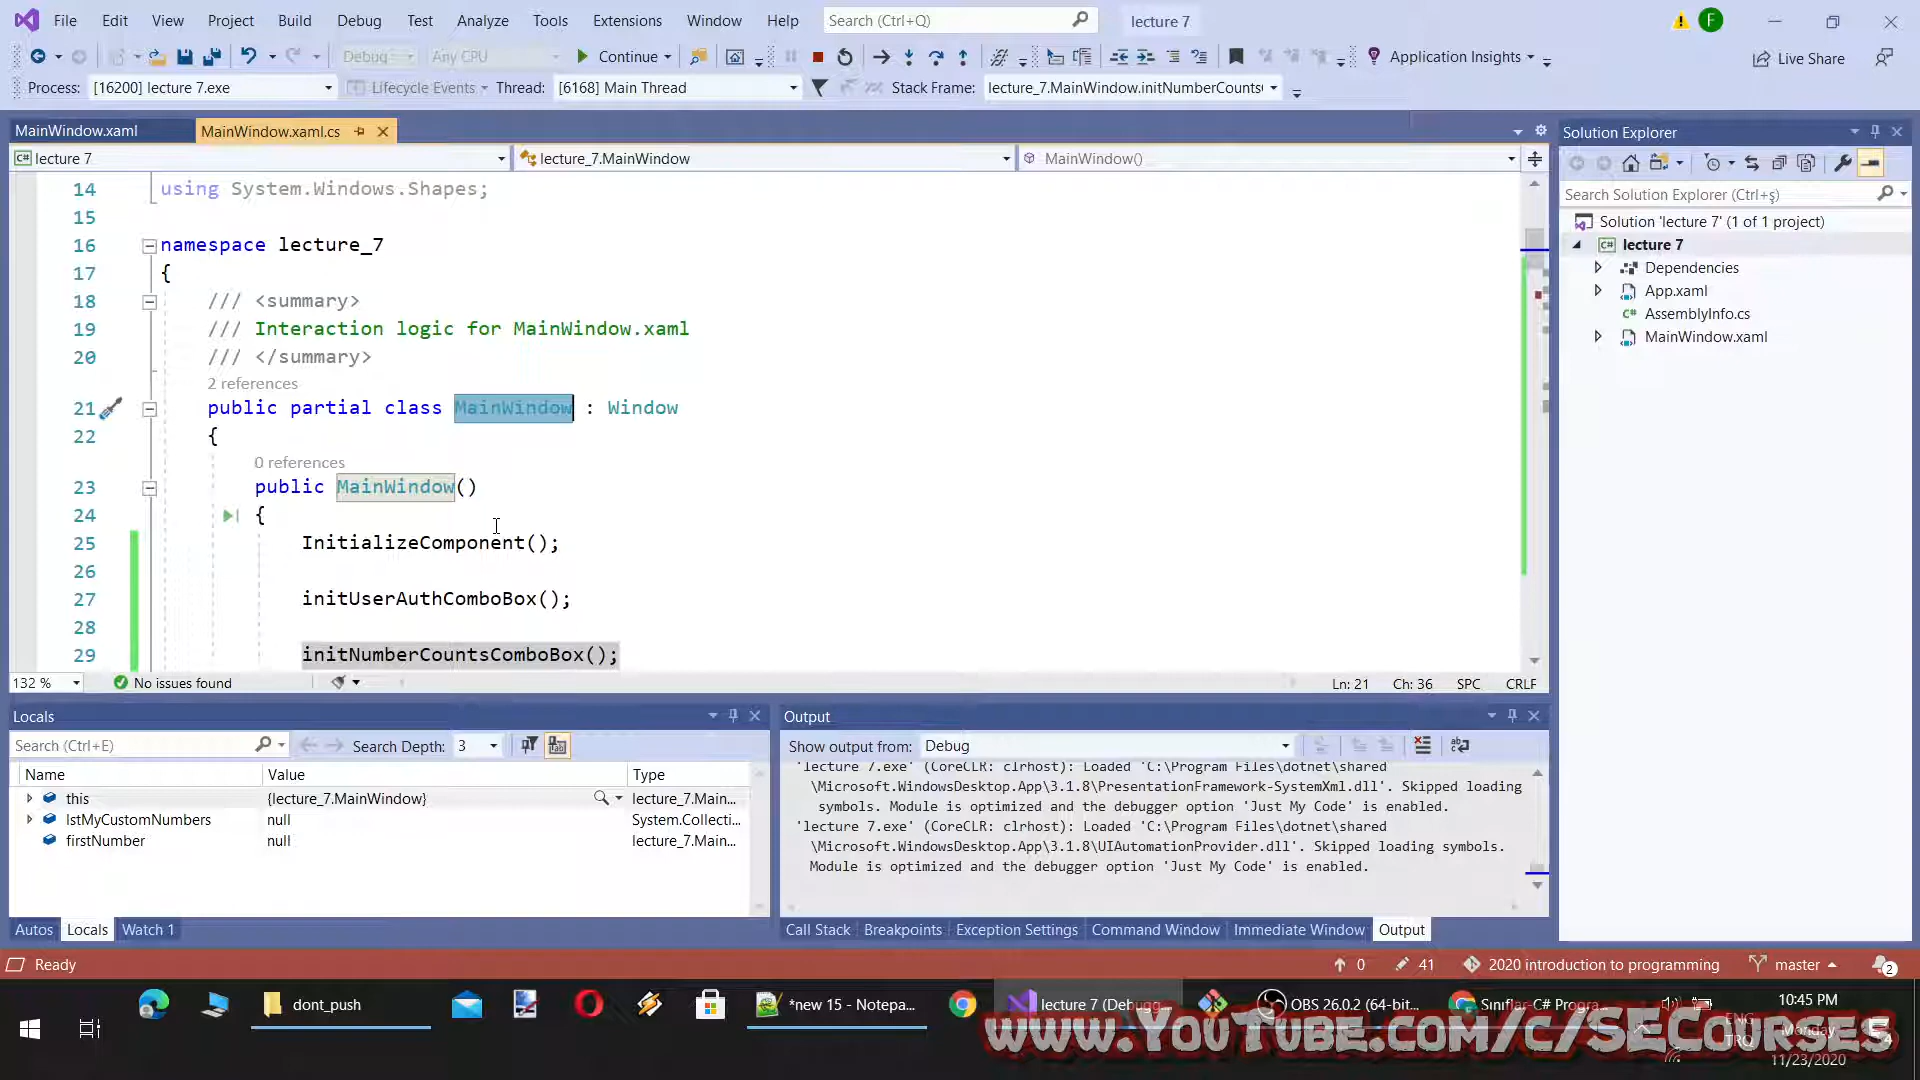 File Edit View Project Build Debug Test Analyze Tools Extensions Window Help Search (Ctrl+Q) lecture 7 F
Debug Any CPU Continue Application Insights Live Share
Process: [16200] lecture 7.exe Lifecycle Events Thread: [6168] Main Thread Stack Frame: lecture_7.MainWindow.initNumberCounts
MainWindow.xaml MainWindow.xaml.cs
lecture 7 lecture_7.MainWindow MainWindow()
14 using System.Windows.Shapes;
15
16 namespace lecture_7
17 {
18 /// <summary>
19 /// Interaction logic for MainWindow.xaml
20 /// </summary>
2 references
21 public partial class MainWindow : Window
22 {
0 references
23 public MainWindow()
24 {
25 InitializeComponent();
26
27 initUserAuthComboBox();
28
29 initNumberCountsComboBox();
132 % No issues found Ln: 21 Ch: 36 SPC CRLF
Solution Explorer
Search Solution Explorer (Ctrl+ş)
Solution 'lecture 7' (1 of 1 project)
lecture 7
Dependencies
App.xaml
AssemblyInfo.cs
MainWindow.xaml
Locals
Search (Ctrl+E) Search Depth: 3
Name Value Type
this {lecture_7.MainWindow} lecture_7.Main...
lstMyCustomNumbers null System.Collecti...
firstNumber null lecture_7.Main...
Autos Locals Watch 1
Output
Show output from: Debug
'lecture 7.exe' (CoreCLR: clrhost): Loaded 'C:\Program Files\dotnet\shared
\Microsoft.WindowsDesktop.App\3.1.8\PresentationFramework-SystemXml.dll'. Skipped loading
symbols. Module is optimized and the debugger option 'Just My Code' is enabled.
'lecture 7.exe' (CoreCLR: clrhost): Loaded 'C:\Program Files\dotnet\shared
\Microsoft.WindowsDesktop.App\3.1.8\UIAutomationProvider.dll'. Skipped loading symbols.
Module is optimized and the debugger option 'Just My Code' is enabled.
Call Stack Breakpoints Exception Settings Command Window Immediate Window Output
Ready 0 41 2020 introduction to programming master 2
dont_push *new 15 - Notepa... lecture 7 (Debugg... OBS 26.0.2 (64-bit... Sınıflar-C# Progra...
10:45 PM
ENG
TRQ
Monday
11/23/2020
www.YouTube.com/c/SECourses